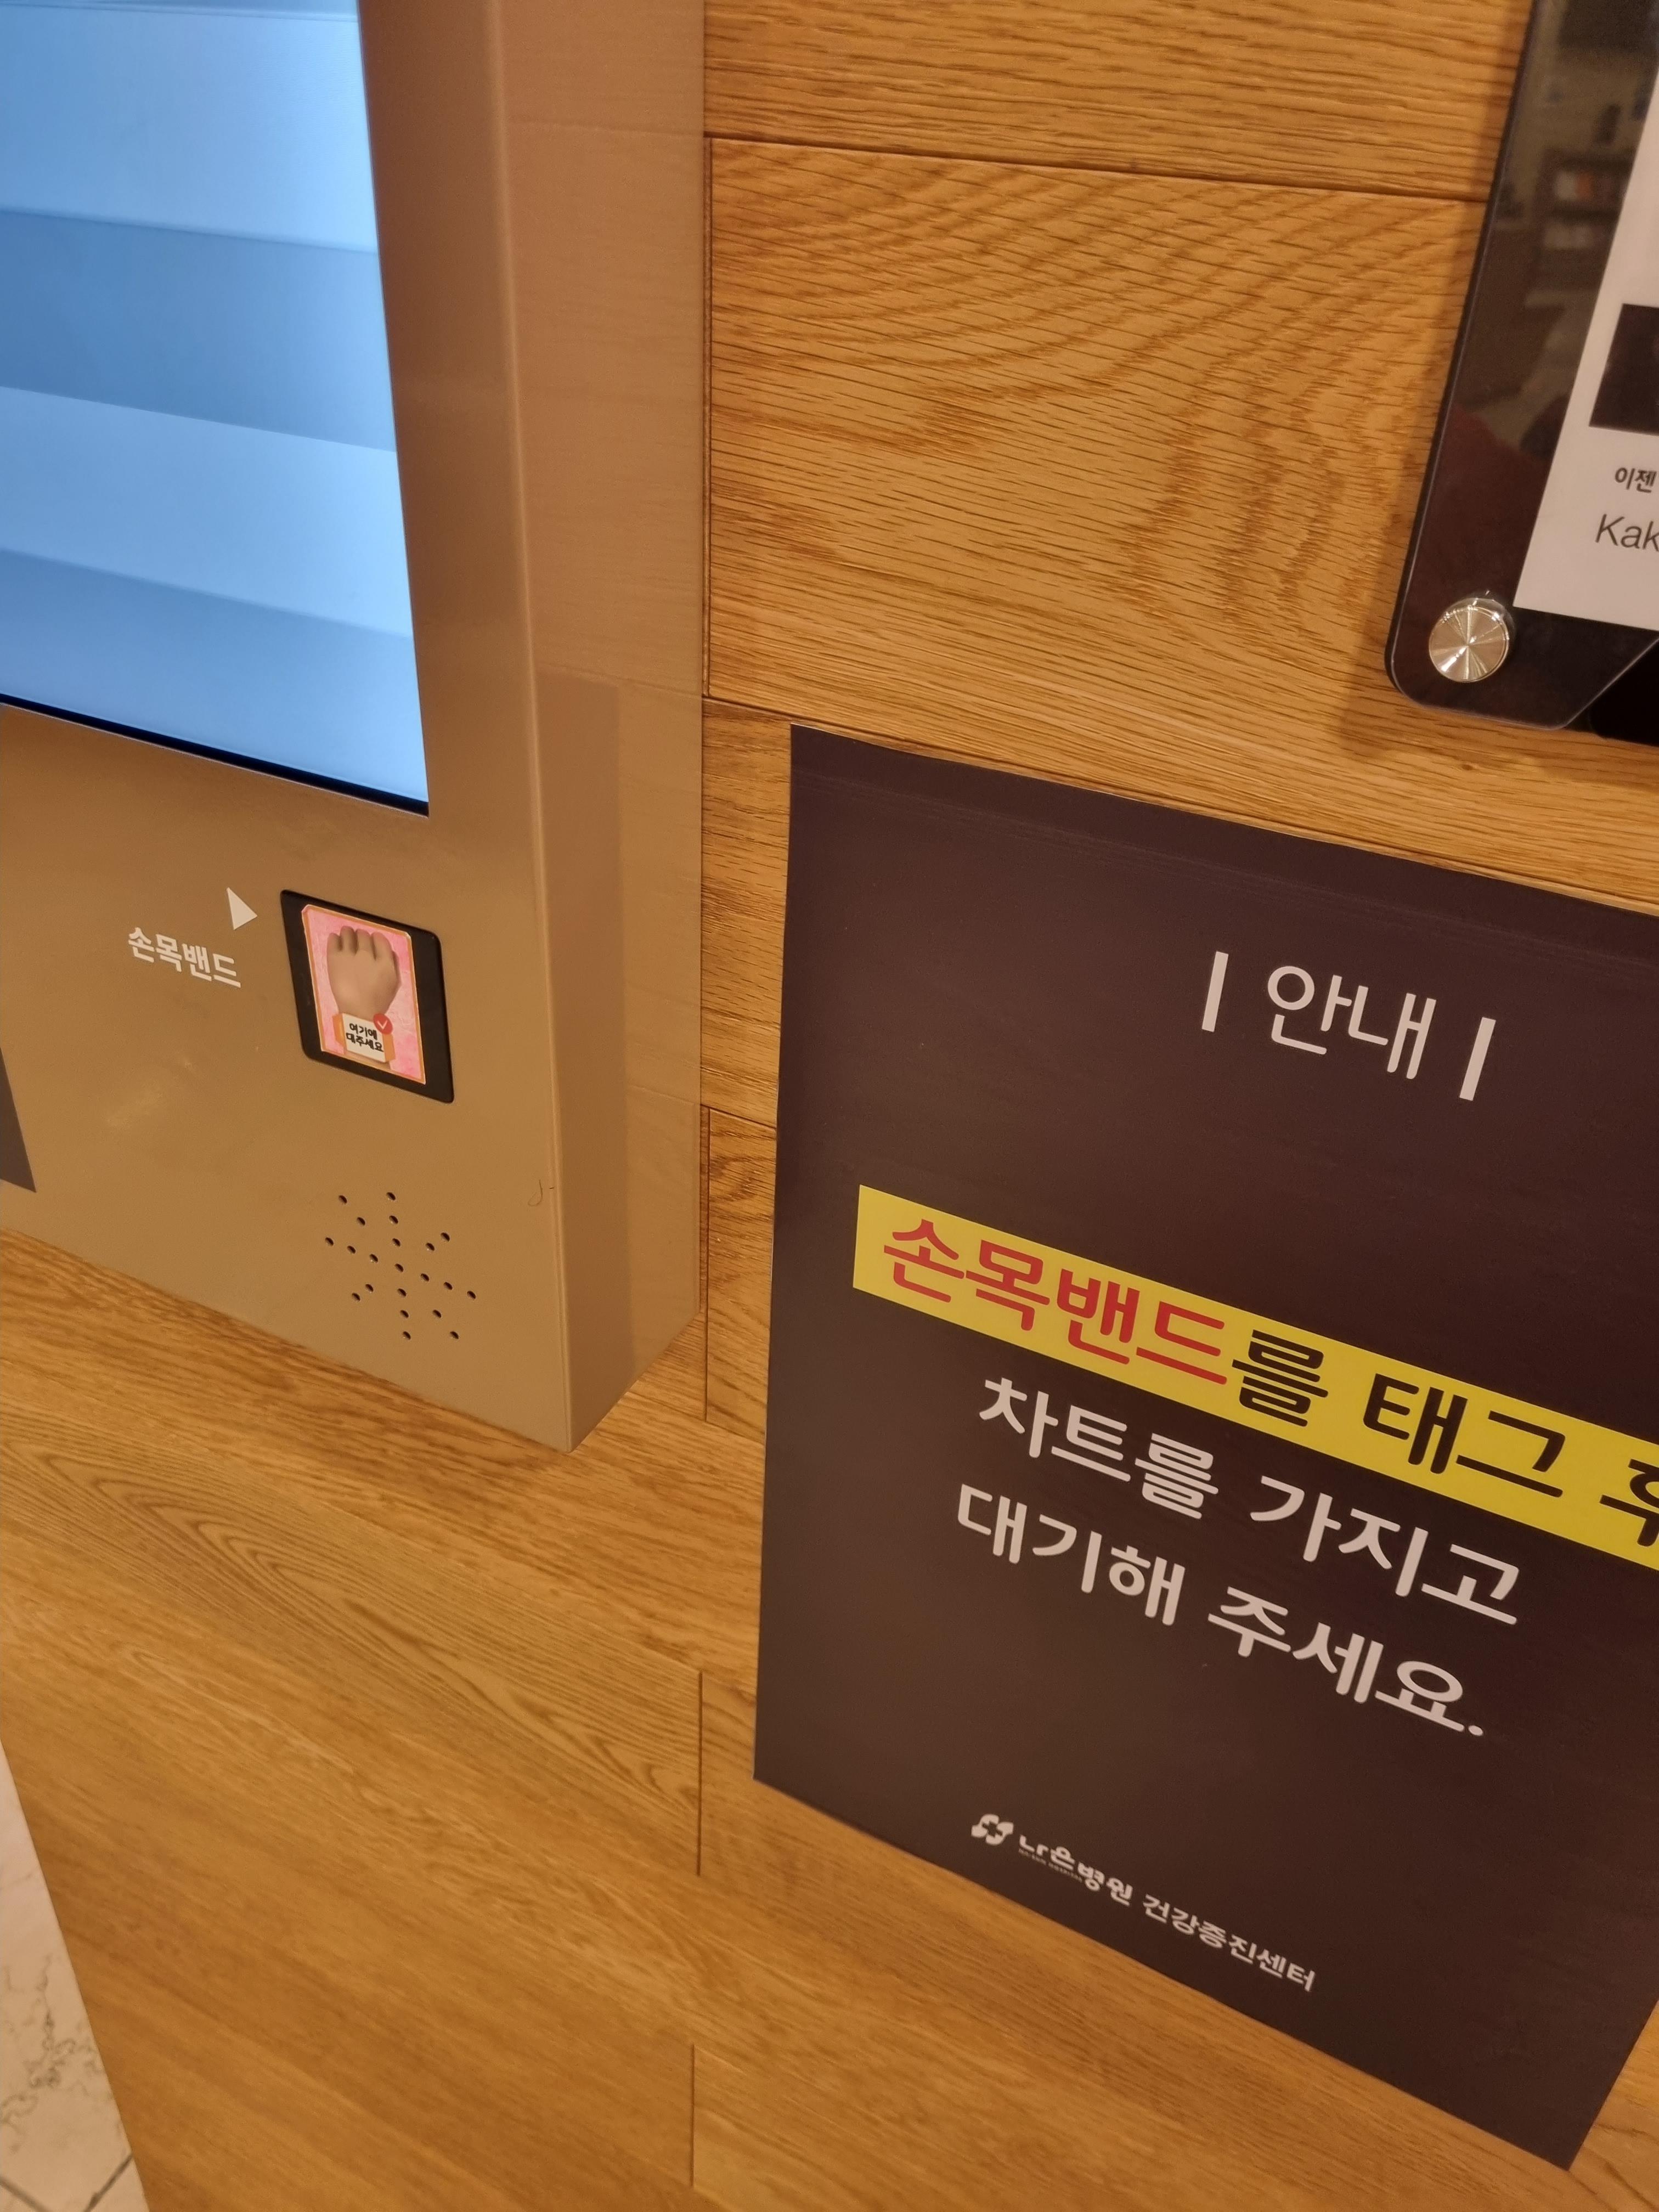 이젠
Kak
손목밴드
여기에
대주세요
| 안내 |
손목밴드를 태그
차트를 가지고
대기해 주세요.
나은병원 건강증진센터